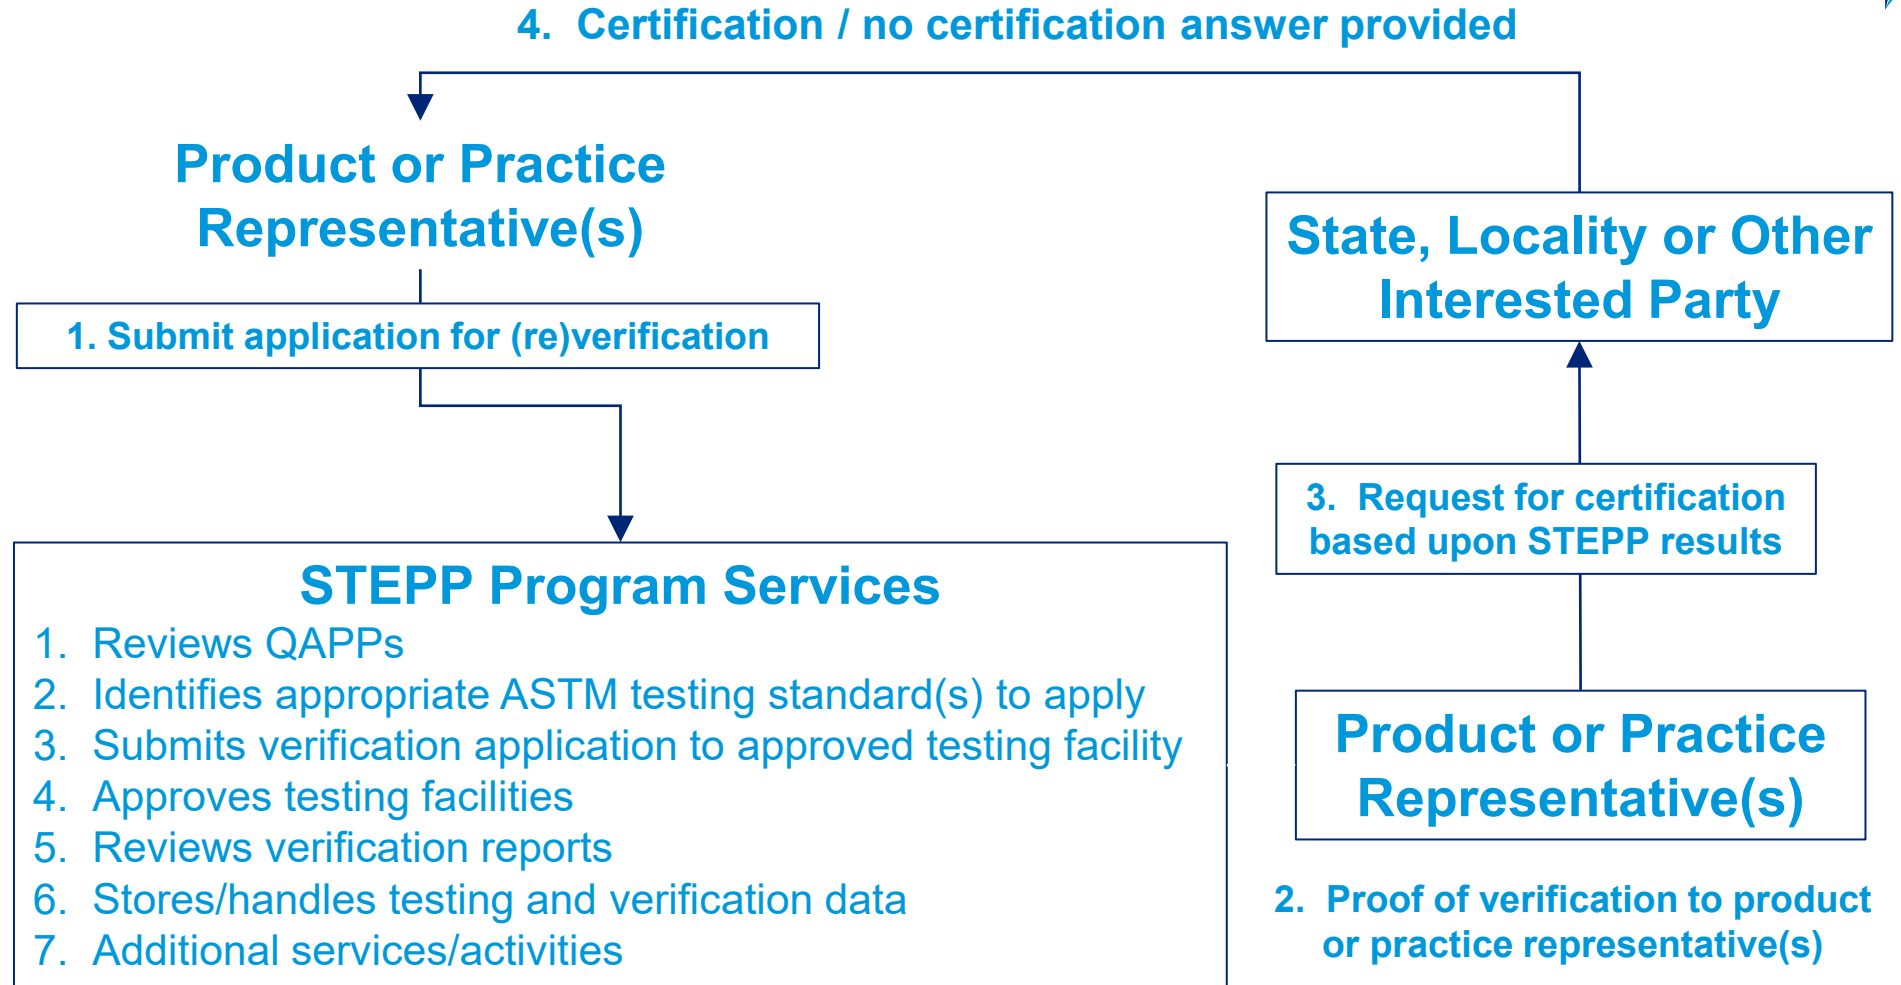 4. Certification / no certification answer provided
Product or Practice
Representative(s)
1. Submit application for (re)verification
State, Locality or Other
Interested Party
3. Request for certification
based upon STEPP results
STEPP Program Services
1. Reviews QAPPs
2. Identifies appropriate ASTM testing standard(s) to apply
3. Submits verification application to approved testing facility
4. Approves testing facilities
5. Reviews verification reports
6. Stores/handles testing and verification data
7. Additional services/activities
Product or Practice
Representative(s)
2. Proof of verification to product
or practice representative(s)